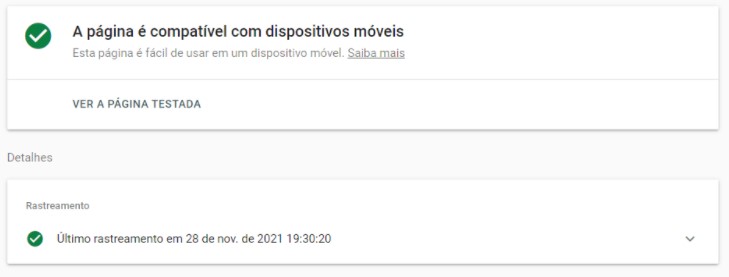 A página é compatível com dispositivos móveis
Esta página é fácil de usar em um dispositivo móvel. Saiba mais
VER A PÁGINA TESTADA
Detalhes
Rastreamento
Último rastreamento em 28 de nov. de 2021 19:30:20